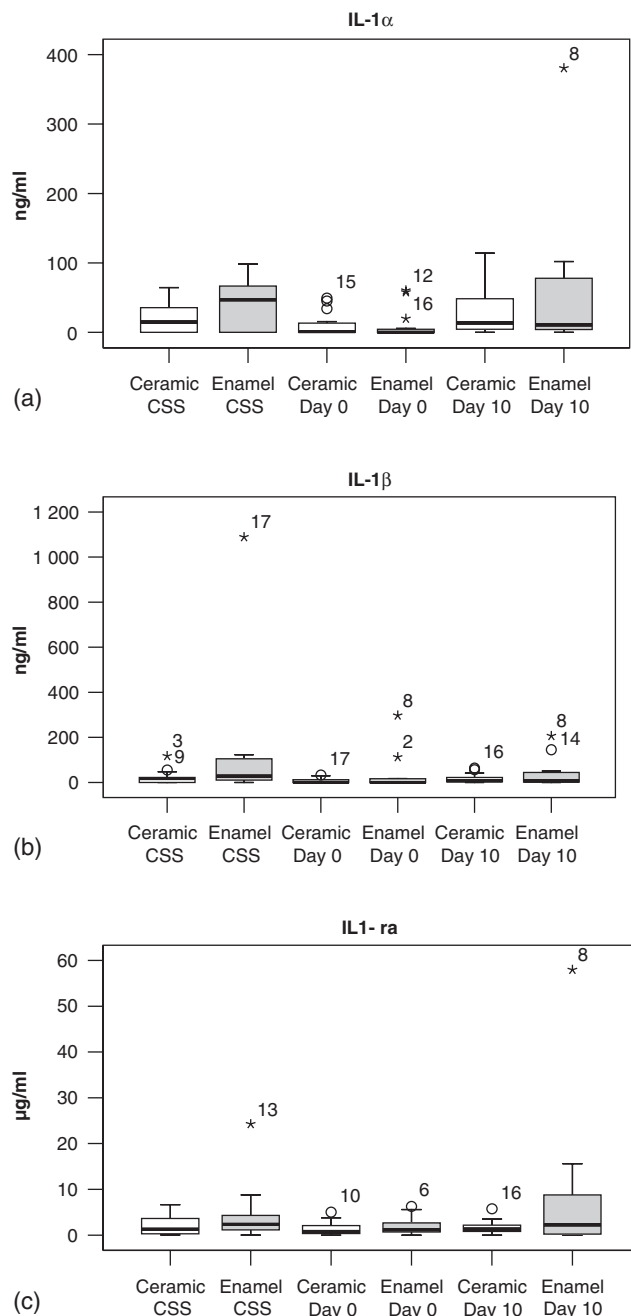 IL-1α
400
300
200
100
0
ng/ml
8
15
12
16
Ceramic CSS
Enamel CSS
Ceramic Day 0
Enamel Day 0
Ceramic Day 10
Enamel Day 10
(a)
IL-1β
1 200
1 000
800
600
400
200
0
ng/ml
17
3
9
17
8
2
16
8
14
Ceramic CSS
Enamel CSS
Ceramic Day 0
Enamel Day 0
Ceramic Day 10
Enamel Day 10
(b)
IL1- ra
60
50
40
30
20
10
0
µg/ml
8
13
10
6
16
Ceramic CSS
Enamel CSS
Ceramic Day 0
Enamel Day 0
Ceramic Day 10
Enamel Day 10
(c)